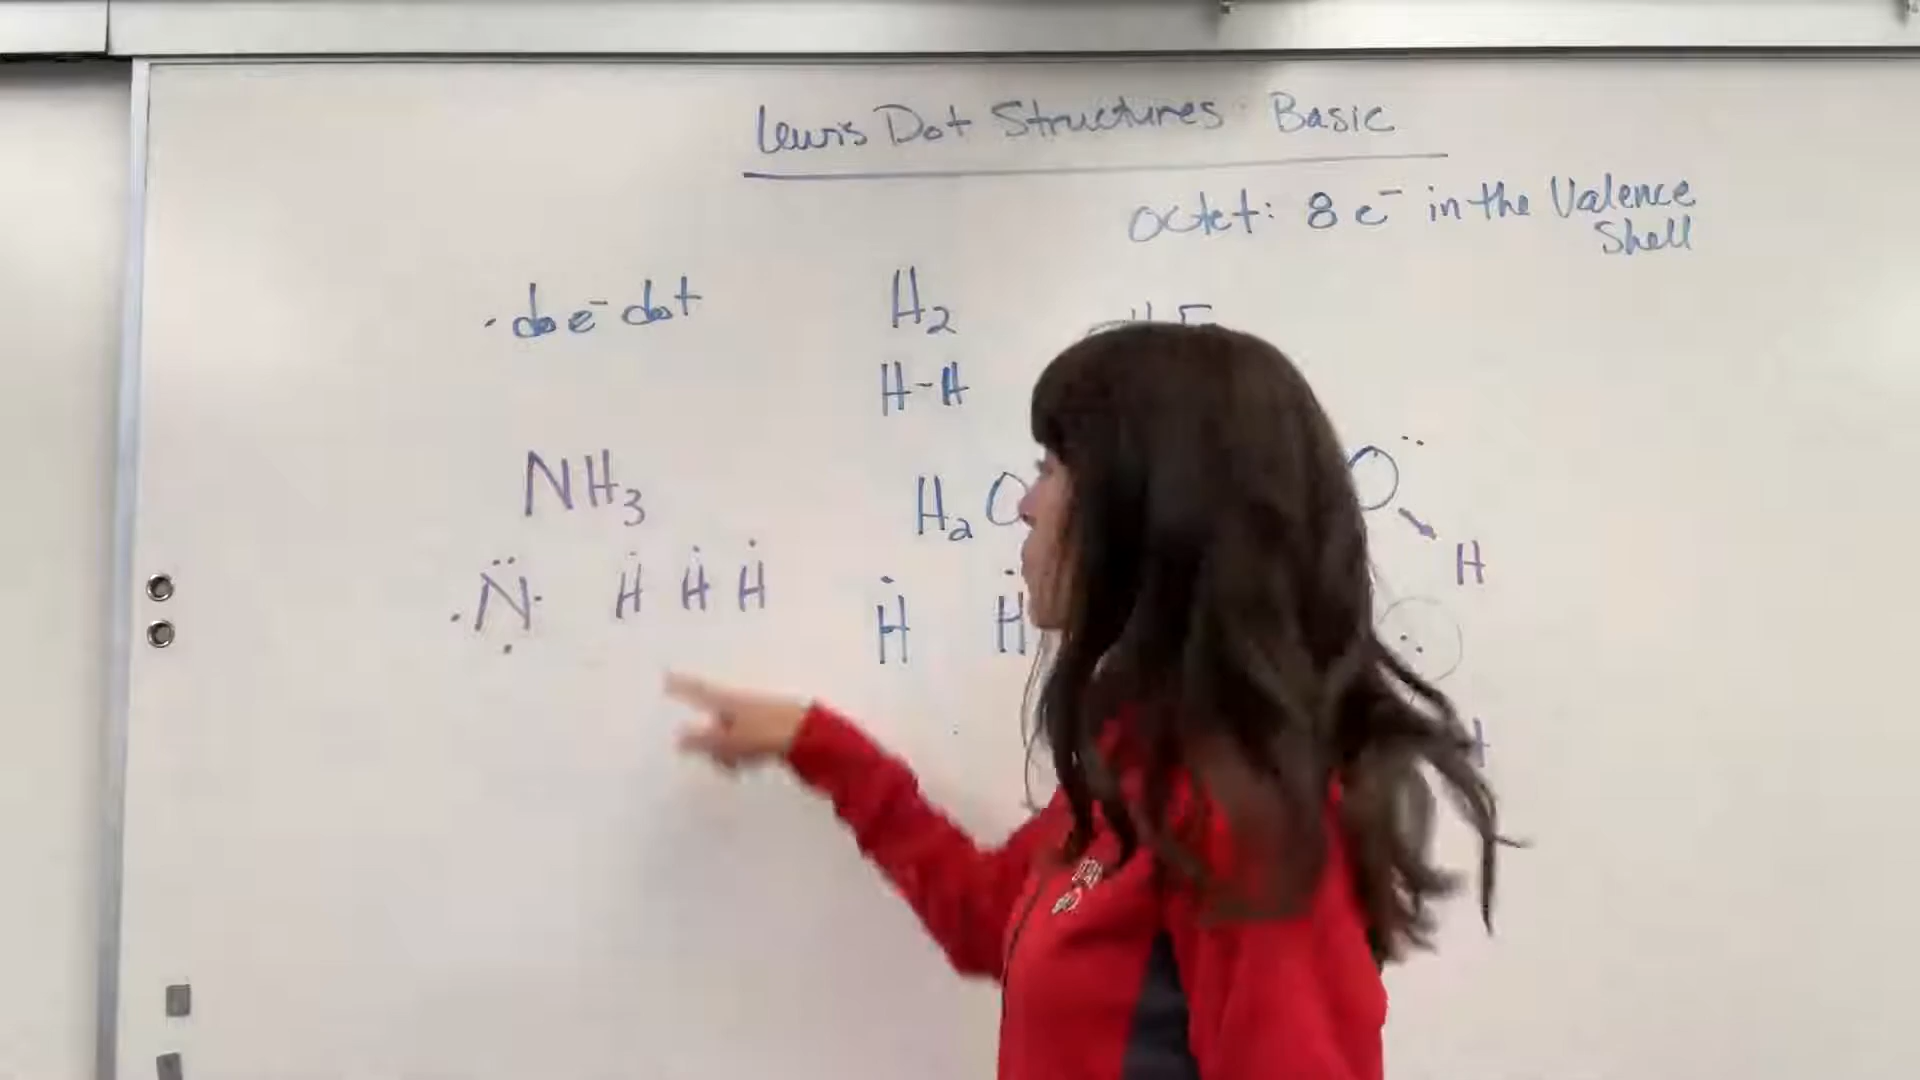 Lewis Dot Structures Basic
Octet: 8 e⁻ in the Valence
Shell
· do e⁻ dot
H₂
H-H
NH₃
H₂O
O
H
N H H H
H H